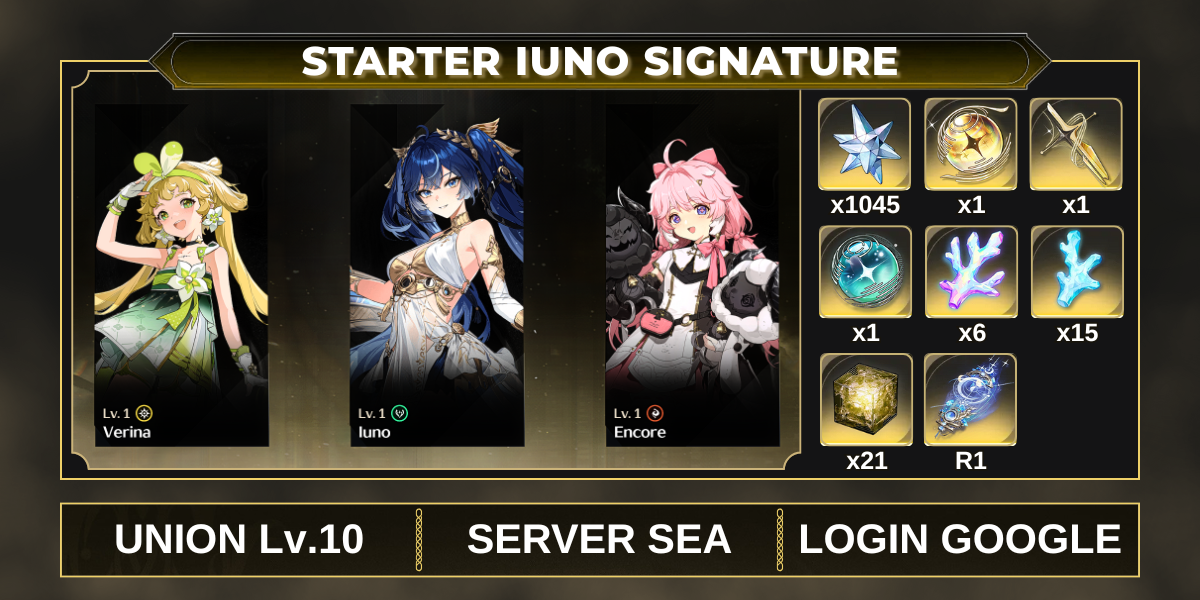 STARTER IUNO SIGNATURE
Lv. 1
Verina
Lv. 1
Iuno
Lv. 1
Encore
x1045
x1
x1
x1
x6
x15
x21
R1
UNION Lv.10
SERVER SEA
LOGIN GOOGLE